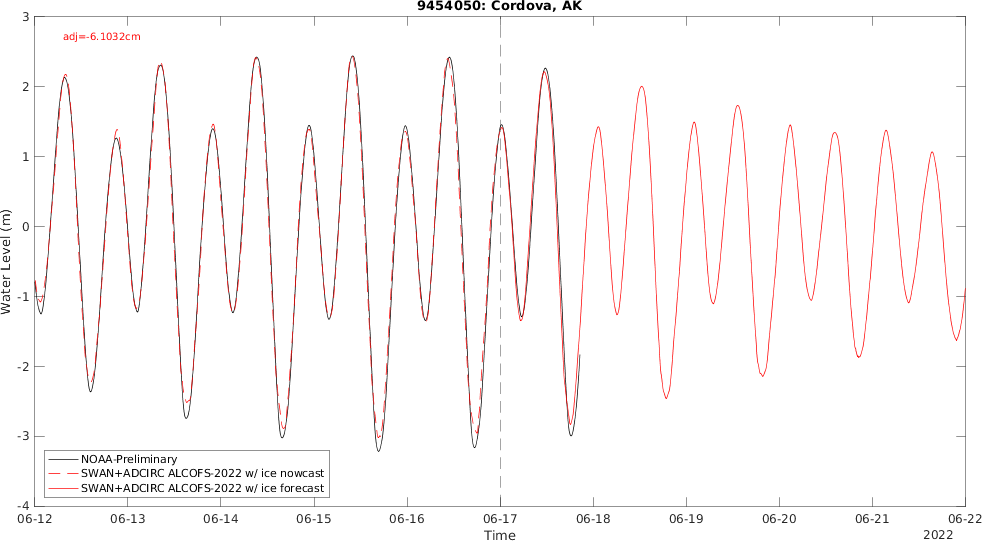 9454050: Cordova, AK
adj=-6.1032cm
3
2
1
0
-1
-2
-3
-4
Water Level (m)
NOAA-Preliminary
SWAN+ADCIRC ALCOFS-2022 w/ ice nowcast
SWAN+ADCIRC ALCOFS-2022 w/ ice forecast
06-12 06-13 06-14 06-15 06-16 06-17 06-18 06-19 06-20 06-21 06-22
Time
2022